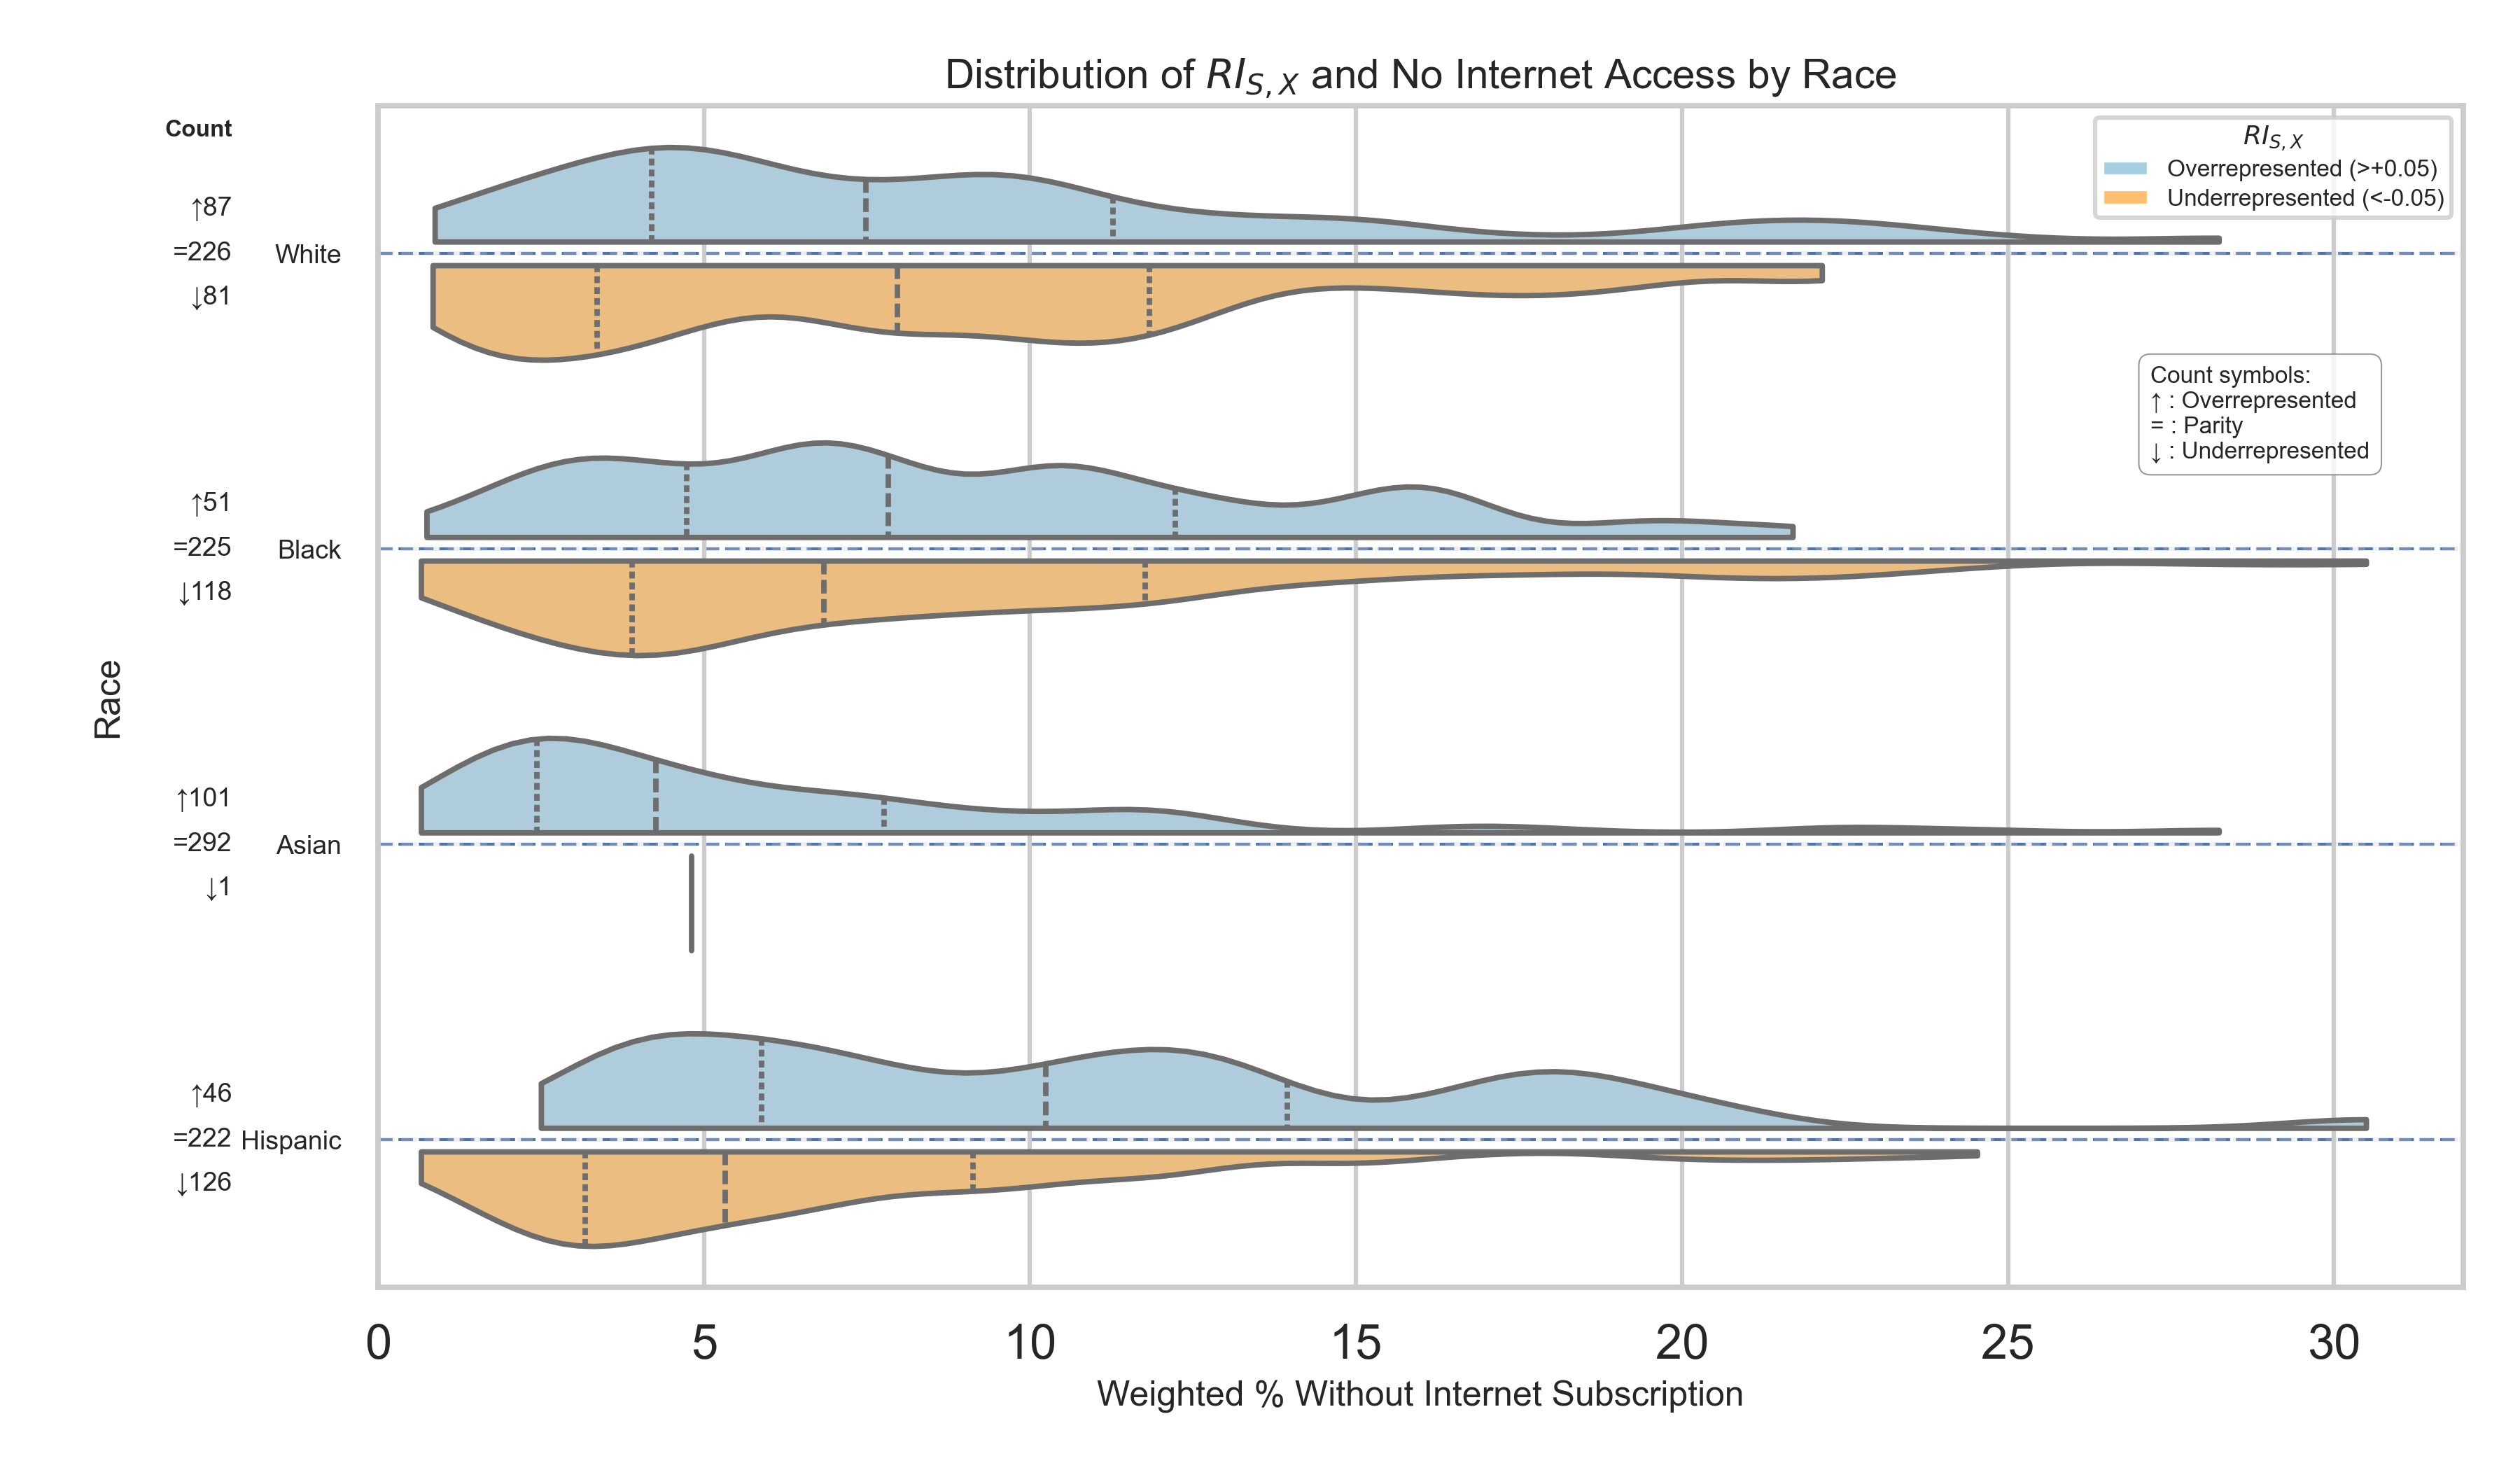 Distribution of RI_{S,X} and No Internet Access by Race
Count
RI_{S,X}
Overrepresented (>+0.05)
Underrepresented (<-0.05)
↑87
=226
White
↓81
Count symbols:
↑ : Overrepresented
= : Parity
↓ : Underrepresented
↑51
=225
Black
↓118
Race
↑101
=292
Asian
↓1
↑46
=222
Hispanic
↓126
0 5 10 15 20 25 30
Weighted % Without Internet Subscription